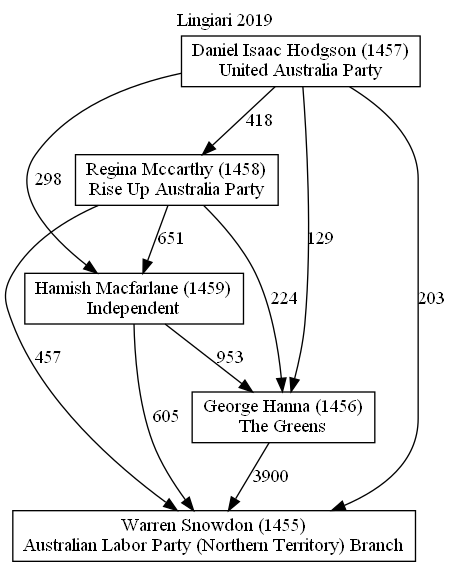 Lingiari 2019
Daniel Isaac Hodgson (1457)
United Australia Party
418
Regina Mccarthy (1458)
Rise Up Australia Party
298
651
129
Hamish Macfarlane (1459)
Independent
224
203
457
953
George Hanna (1456)
The Greens
605
3900
Warren Snowdon (1455)
Australian Labor Party (Northern Territory) Branch